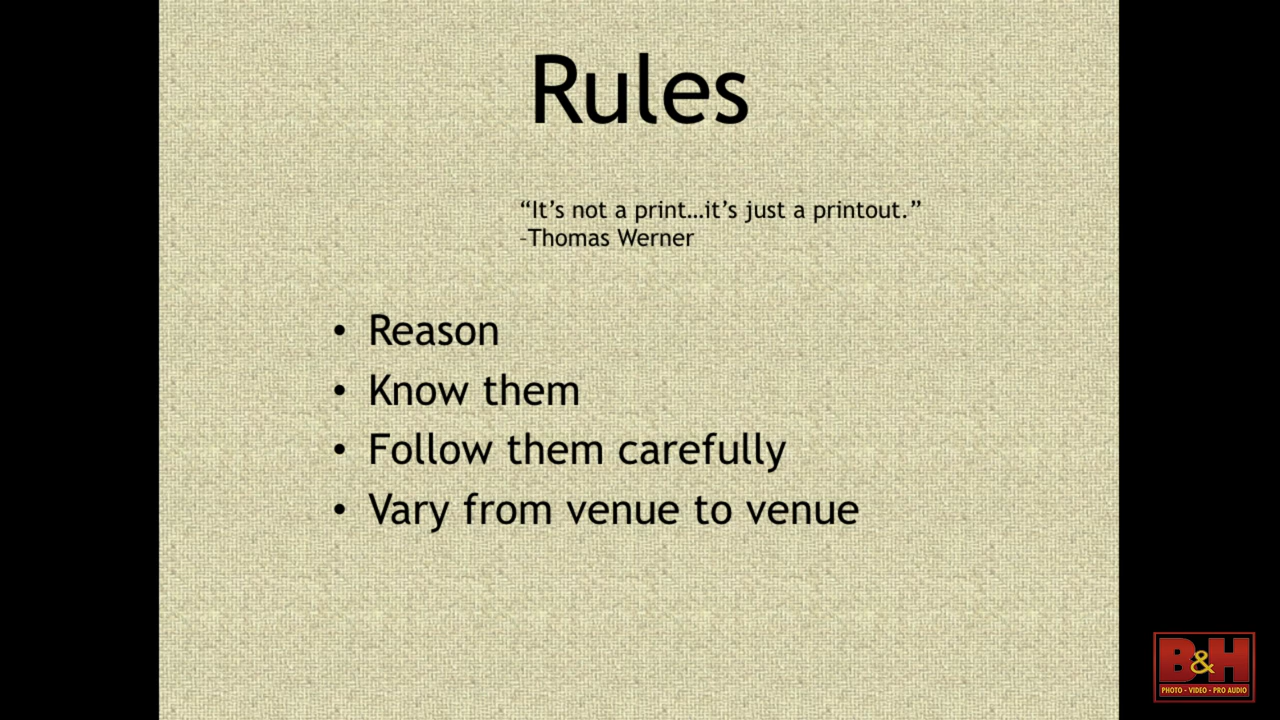 Rules
“It’s not a print…it’s just a printout.”
–Thomas Werner
• Reason
• Know them
• Follow them carefully
• Vary from venue to venue
B&H
PHOTO - VIDEO - PRO AUDIO